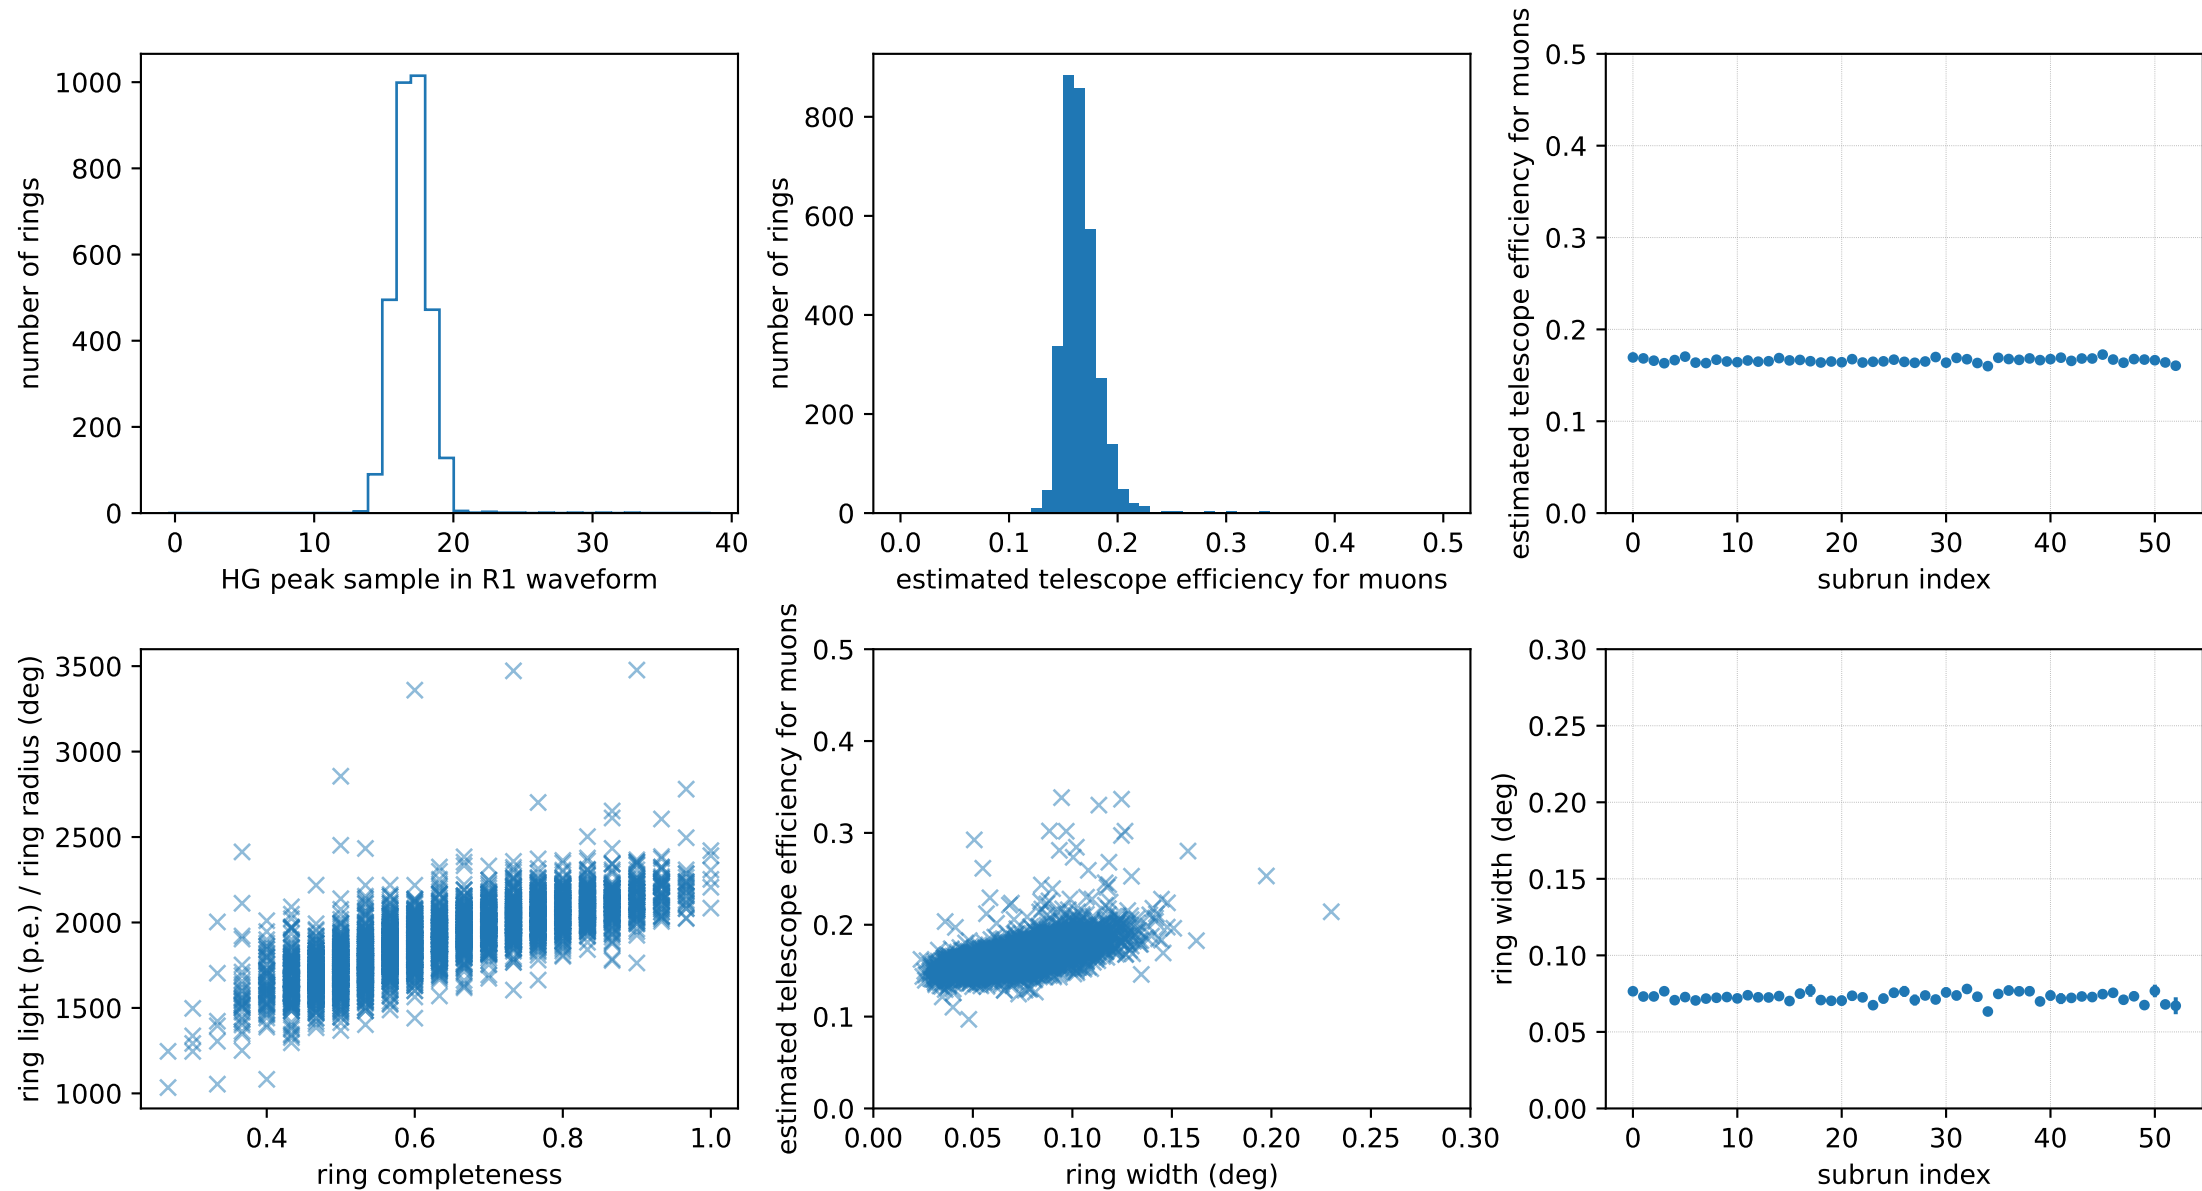 1000
800
600
400
200
0
number of rings
0 10 20 30 40
HG peak sample in R1 waveform
800
600
400
200
0
number of rings
0.0 0.1 0.2 0.3 0.4 0.5
estimated telescope efficiency for muons
0.5
0.4
0.3
0.2
0.1
0.0
estimated telescope efficiency for muons
0 10 20 30 40 50
subrun index
3500
3000
2500
2000
1500
1000
ring light (p.e.) / ring radius (deg)
0.4 0.6 0.8 1.0
ring completeness
0.5
0.4
0.3
0.2
0.1
0.0
estimated telescope efficiency for muons
0.00 0.05 0.10 0.15 0.20 0.25 0.30
ring width (deg)
0.30
0.25
0.20
0.15
0.10
0.05
0.00
ring width (deg)
0 10 20 30 40 50
subrun index